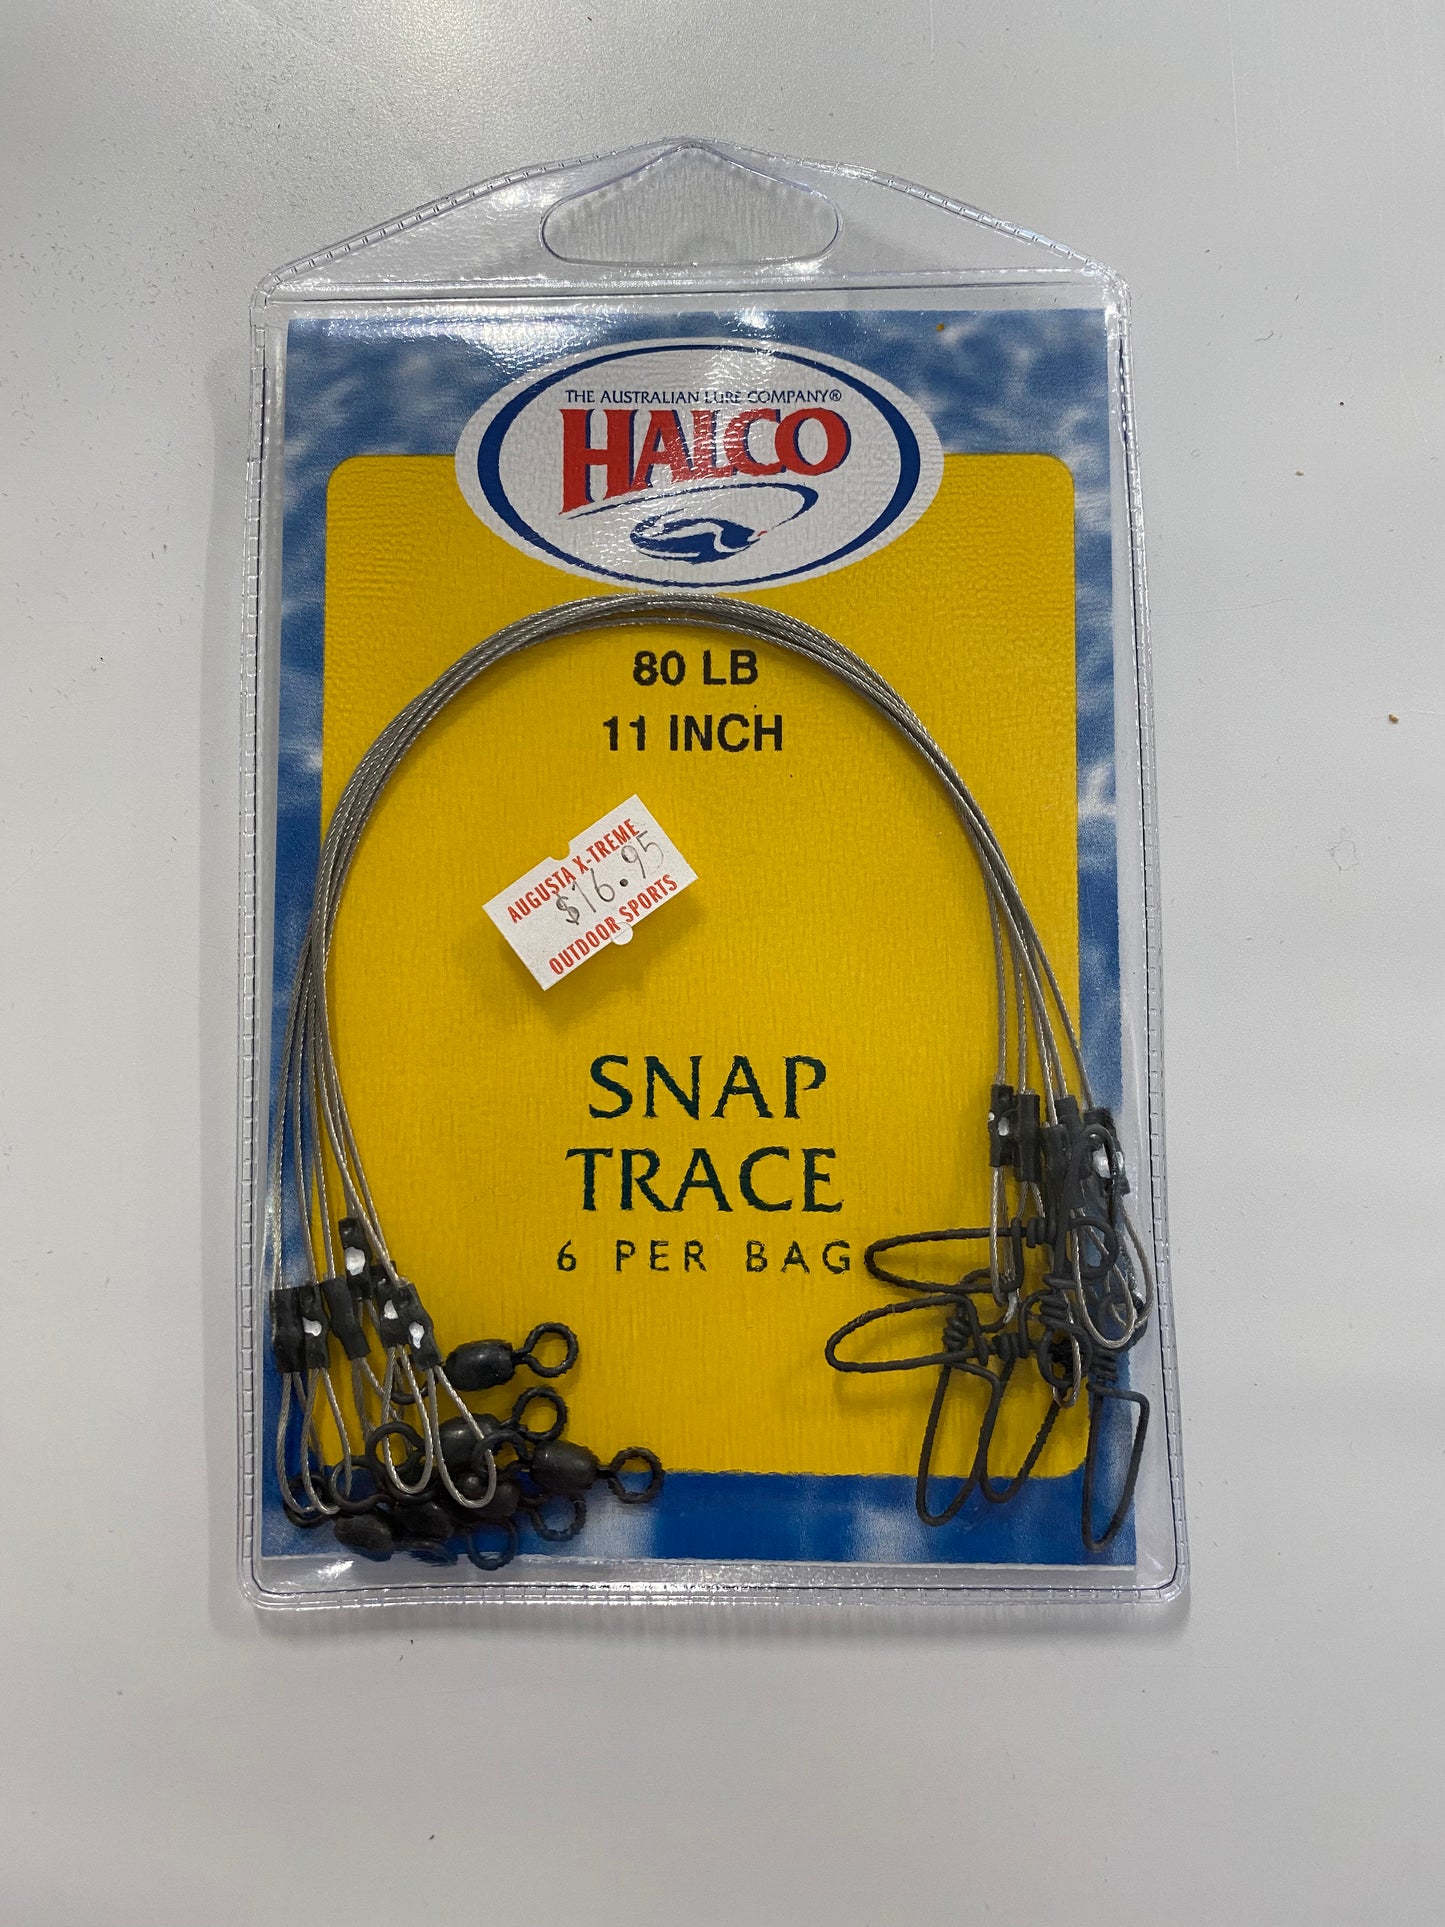 THE AUSTRALIAN LURE COMPANY®
HALCO
80 LB
11 INCH
AUGUSTA X-TREME
$16.95
OUTDOOR SPORTS
SNAP
TRACE
6 PER BAG